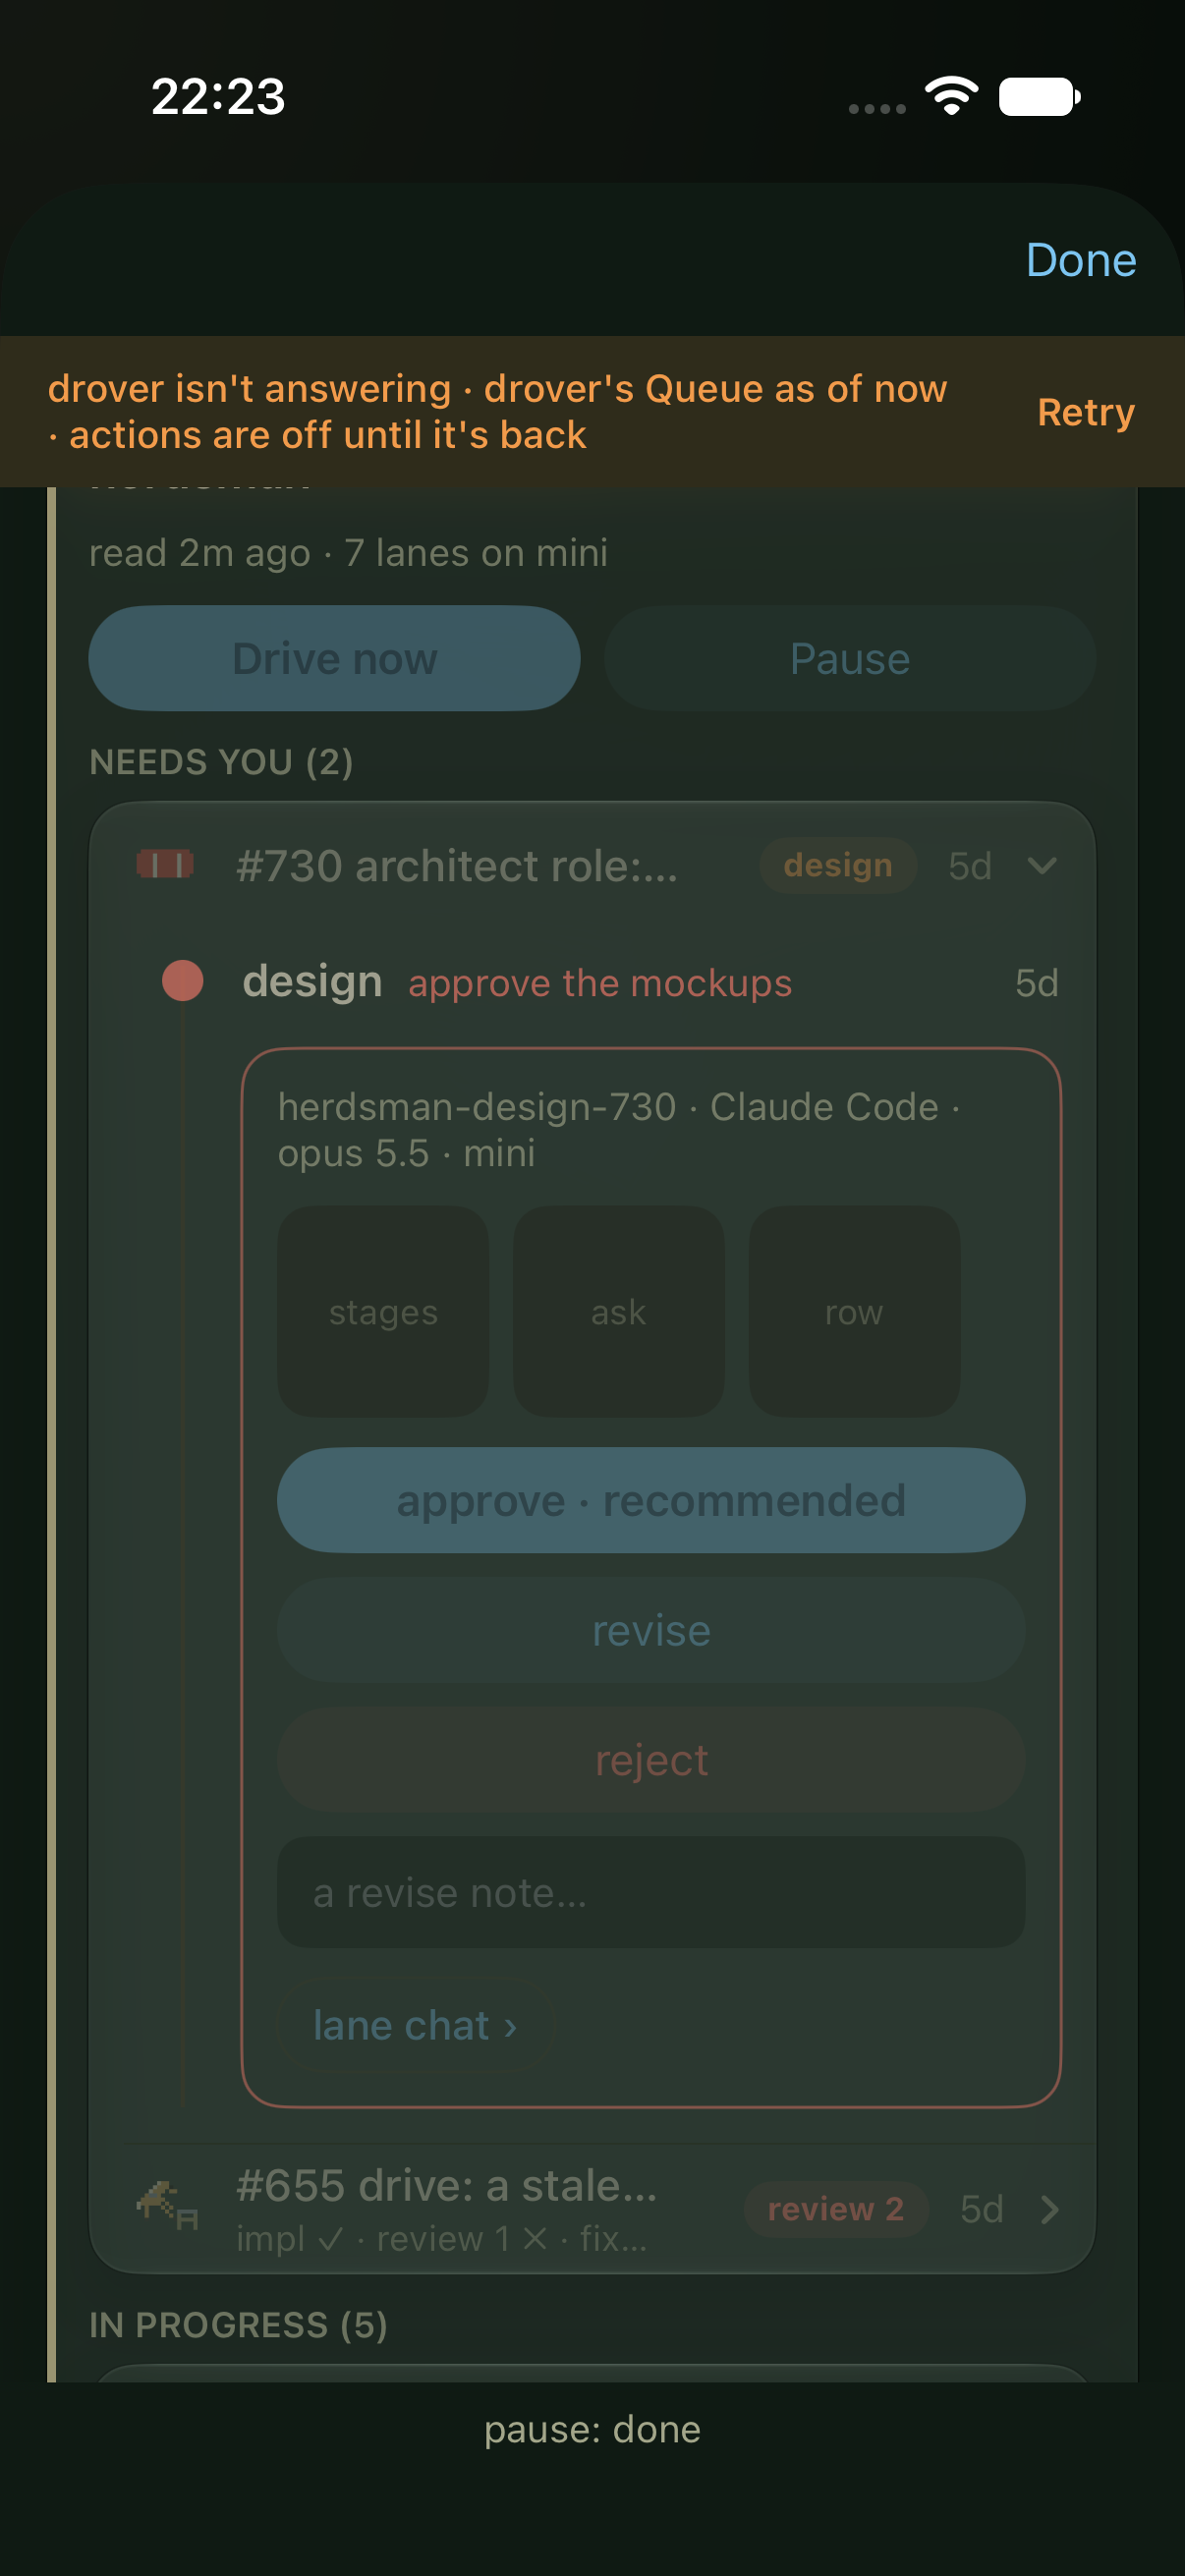 22:23
Done
drover isn't answering · drover's Queue as of now
· actions are off until it's back
Retry
read 2m ago · 7 lanes on mini
Drive now
Pause
NEEDS YOU (2)
#730 architect role:...
design
5d
design approve the mockups
5d
herdsman-design-730 · Claude Code ·
opus 5.5 · mini
stages
ask
row
approve · recommended
revise
reject
a revise note...
lane chat ›
#655 drive: a stale...
review 2
5d
impl ✓ · review 1 ✕ · fix...
IN PROGRESS (5)
pause: done